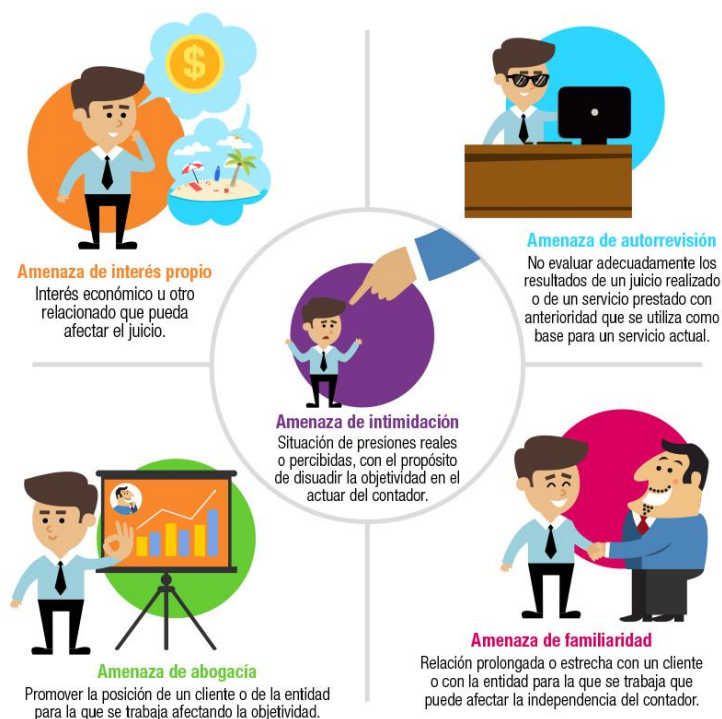 $
Amenaza de interés propio
Interés económico u otro
relacionado que pueda
afectar el juicio.
Amenaza de autorrevisión
No evaluar adecuadamente los
resultados de un juicio realizado
o de un servicio prestado con
anterioridad que se utiliza como
base para un servicio actual.
Amenaza de intimidación
Situación de presiones reales
o percibidas, con el propósito
de disuadir la objetividad en el
actuar del contador.
Amenaza de abogacía
Promover la posición de un cliente o de la entidad
para la que se trabaja afectando la objetividad.
Amenaza de familiaridad
Relación prolongada o estrecha con un cliente
o con la entidad para la que se trabaja que
puede afectar la independencia del contador.